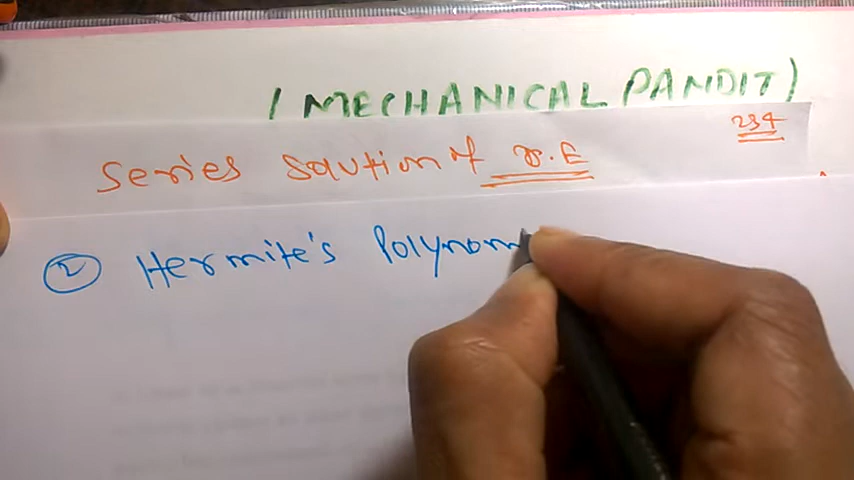 ( MECHANICAL PANDIT )
234
Series Solution of D.E
② Hermite's Polynom